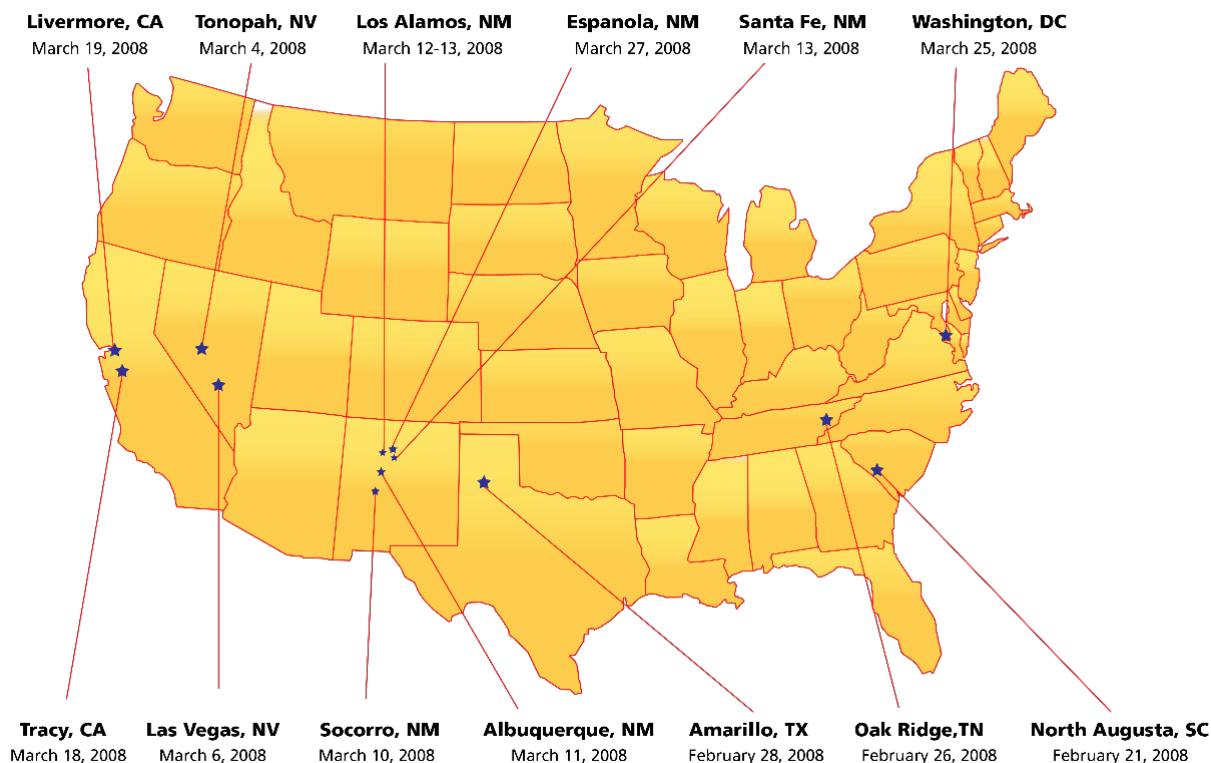 Livermore, CA
March 19, 2008
Tonopah, NV
March 4, 2008
Los Alamos, NM
March 12-13, 2008
Espanola, NM
March 27, 2008
Santa Fe, NM
March 13, 2008
Washington, DC
March 25, 2008
Tracy, CA
March 18, 2008
Las Vegas, NV
March 6, 2008
Socorro, NM
March 10, 2008
Albuquerque, NM
March 11, 2008
Amarillo, TX
February 28, 2008
Oak Ridge,TN
February 26, 2008
North Augusta, SC
February 21, 2008